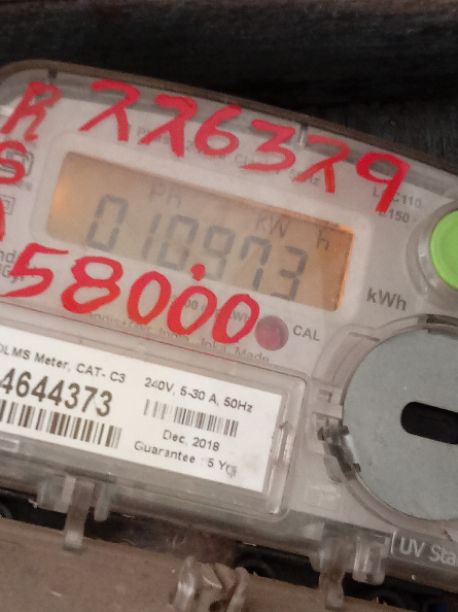 R 226329
S
Ph KW h
010973
58000
kWh
CAL
DLMS Meter, CAT- C3
4644373
240V, 5-30 A, 50Hz
Dec, 2018
Guarantee : 5 Yrs
UV Sta